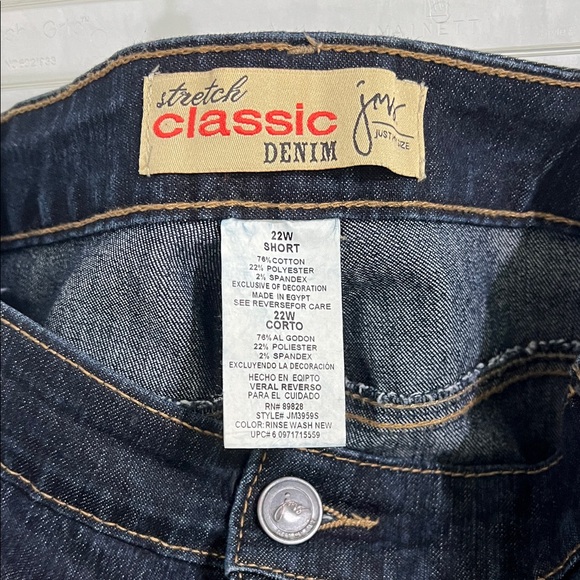 stretch
classic
DENIM
jms
JUST MY SIZE
22W
SHORT
76% COTTON
22% POLYESTER
2% SPANDEX
EXCLUSIVE OF DECORATION
MADE IN EGYPT
SEE REVERSEFOR CARE
22W
CORTO
76% AL GODON
22% POLIESTER
2% SPANDEX
EXCLUYENDO LA DECORACIÓN
HECHO EN EQIPTO
VERAL REVERSO
PARA EL CUIDADO
RN# 89828
STYLE# JM3959S
COLOR: RINSE WASH NEW
UPC# 6 0971715559